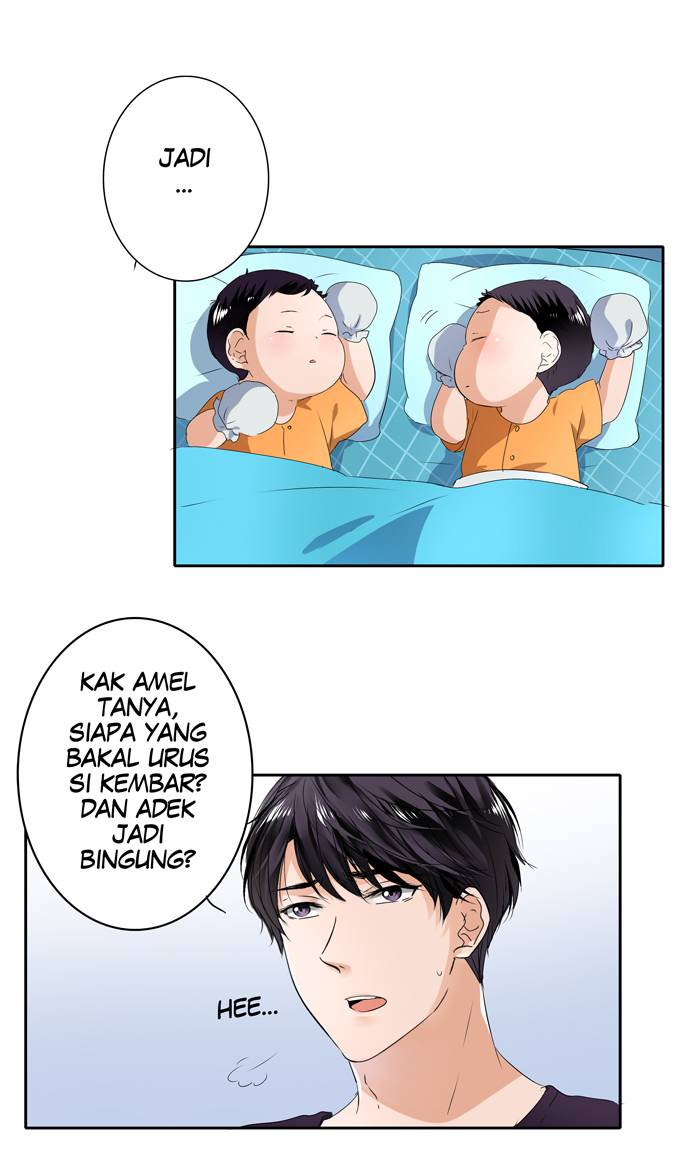 JADI
...
KAK AMEL
TANYA,
SIAPA YANG
BAKAL URUS
SI KEMBAR?
DAN ADEK
JADI
BINGUNG?
HEE...